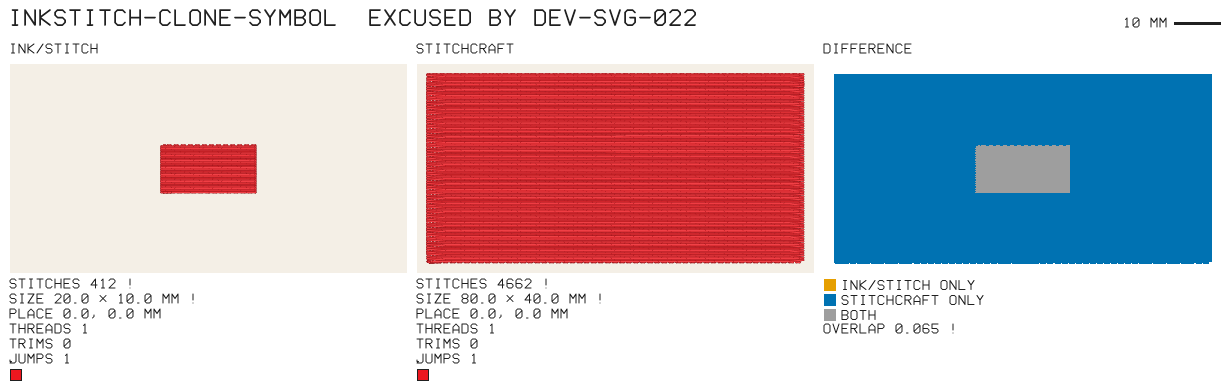 INKSTITCH-CLONE-SYMBOL EXCUSED BY DEV-SVG-022
10 MM
INK/STITCH
STITCHCRAFT
DIFFERENCE
STITCHES 412 !
SIZE 20.0 × 10.0 MM !
PLACE 0.0, 0.0 MM
THREADS 1
TRIMS 0
JUMPS 1
STITCHES 4662 !
SIZE 80.0 × 40.0 MM !
PLACE 0.0, 0.0 MM
THREADS 1
TRIMS 0
JUMPS 1
INK/STITCH ONLY
STITCHCRAFT ONLY
BOTH
OVERLAP 0.065 !